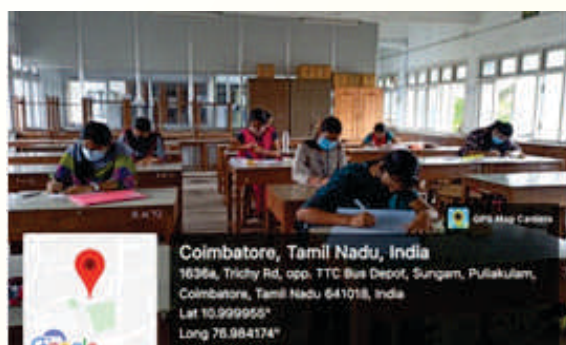 GPS Map Camera
Coimbatore, Tamil Nadu, India
1636a, Trichy Rd, opp. TTC Bus Depot, Sungam, Puliakulam,
Coimbatore, Tamil Nadu 641018, India
Lat 10.999955°
Long 76.984174°
Google